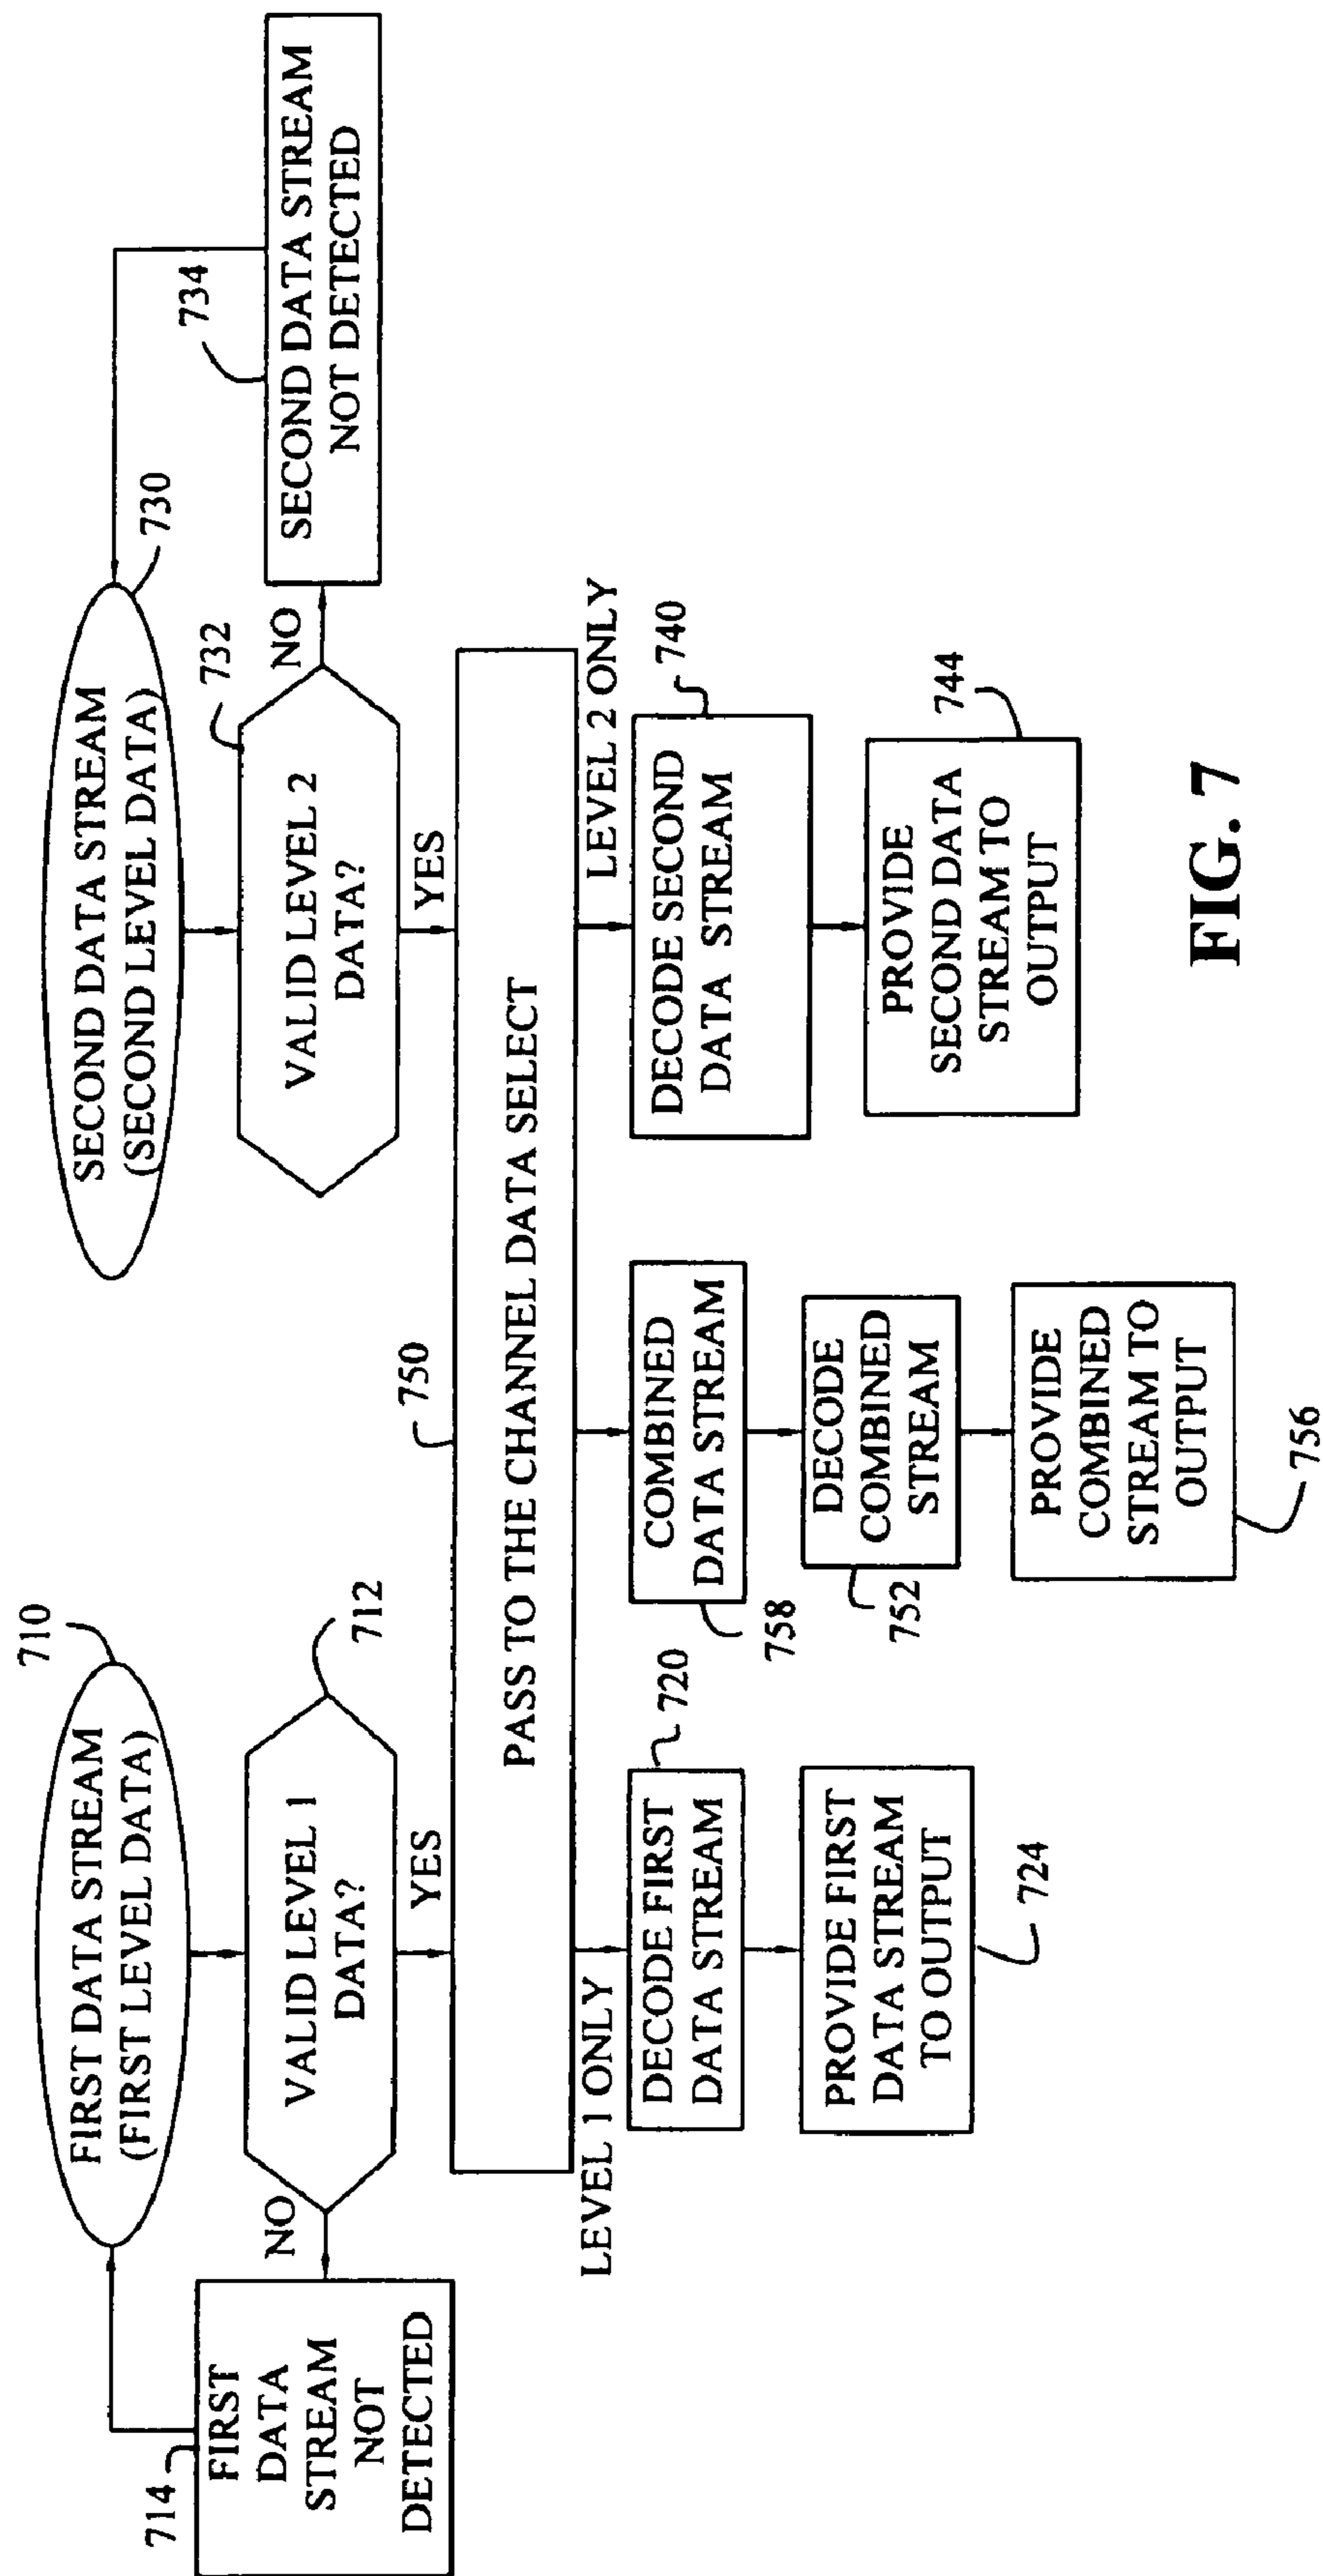 710
FIRST DATA STREAM
(FIRST LEVEL DATA)
712
VALID LEVEL 1
DATA?
NO
714
FIRST
DATA
STREAM
NOT
DETECTED
YES
730
SECOND DATA STREAM
(SECOND LEVEL DATA)
732
VALID LEVEL 2
DATA?
NO
734
SECOND DATA STREAM
NOT DETECTED
YES
750
PASS TO THE CHANNEL DATA SELECT
LEVEL 1 ONLY
720
DECODE FIRST
DATA STREAM
PROVIDE FIRST
DATA STREAM
TO OUTPUT
724
758
COMBINED
DATA STREAM
752
DECODE
COMBINED
STREAM
PROVIDE
COMBINED
STREAM TO
OUTPUT
756
LEVEL 2 ONLY
740
DECODE SECOND
DATA STREAM
744
PROVIDE
SECOND DATA
STREAM TO
OUTPUT
FIG. 7